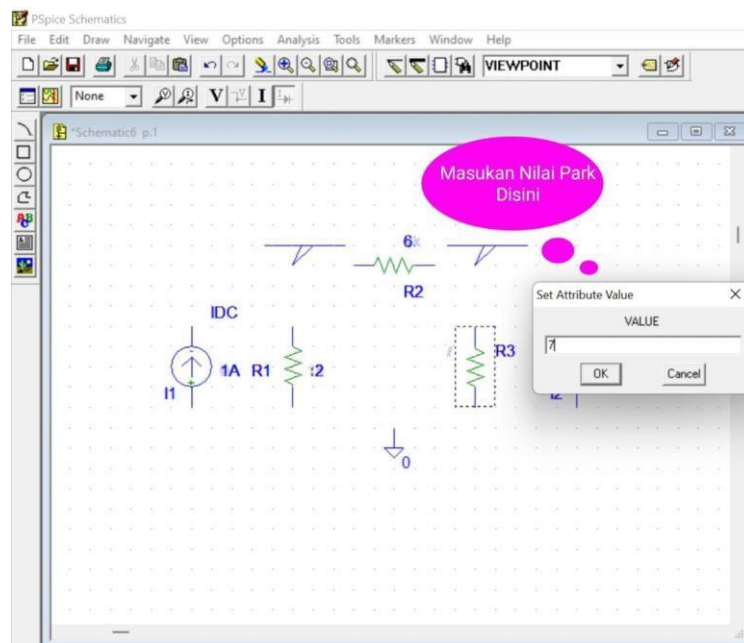 PSpice Schematics
File Edit Draw Navigate View Options Analysis Tools Markers Window Help
VIEWPOINT
None V I
*Schematic6 p.1
Masukan Nilai Park
Disini
R2
IDC
Set Attribute Value
VALUE
7
OK Cancel
1A R1 R3
I1
0